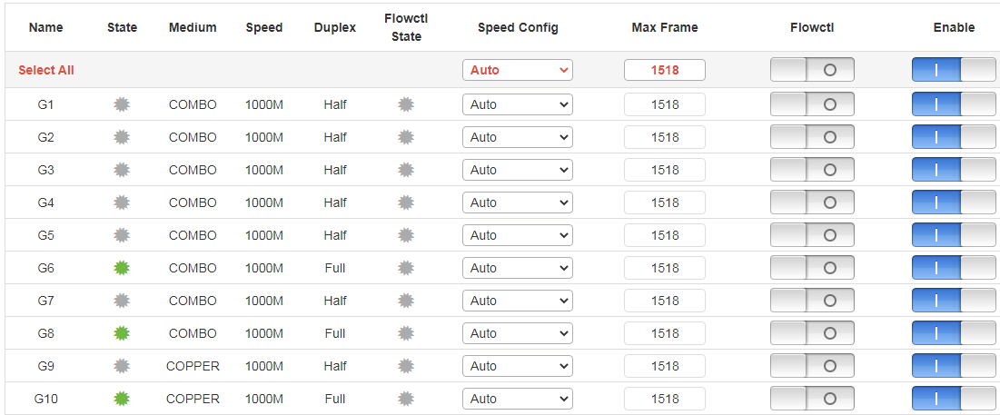 Name State Medium Speed Duplex Flowctl State Speed Config Max Frame Flowctl Enable
Select All Auto 1518
G1 COMBO 1000M Half Auto 1518
G2 COMBO 1000M Half Auto 1518
G3 COMBO 1000M Half Auto 1518
G4 COMBO 1000M Half Auto 1518
G5 COMBO 1000M Half Auto 1518
G6 COMBO 1000M Full Auto 1518
G7 COMBO 1000M Half Auto 1518
G8 COMBO 1000M Full Auto 1518
G9 COPPER 1000M Half Auto 1518
G10 COPPER 1000M Full Auto 1518